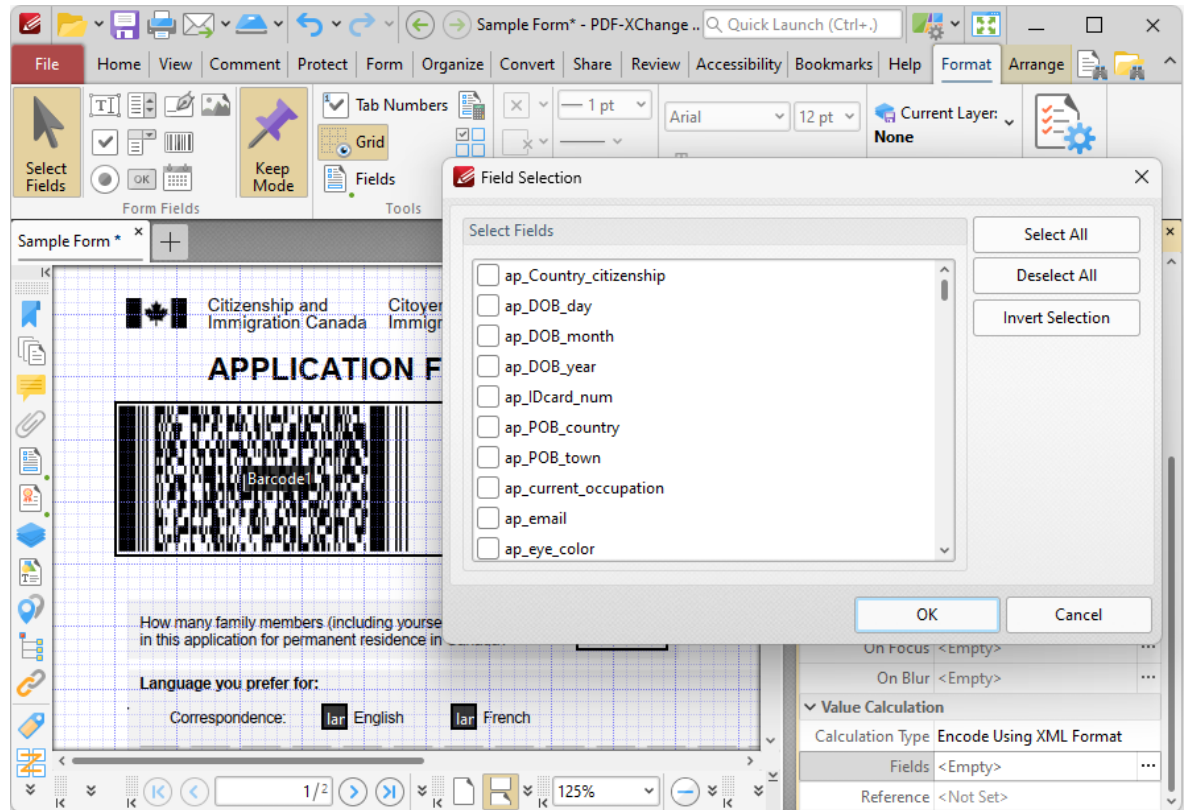 Sample Form* - PDF-XChange ..
Quick Launch (Ctrl+.)
File Home View Comment Protect Form Organize Convert Share Review Accessibility Bookmarks Help Format Arrange
Select Fields
OK
Form Fields
Keep Mode
Tab Numbers
Grid
Fields
Tools
1 pt
Arial
12 pt
Current Layer:
None
Sample Form *
Citizenship and
Immigration Canada
APPLICATION F
Barcode1
How many family members (including yourse
in this application for permanent residence in
Language you prefer for:
Correspondence: lar English lar French
Field Selection
Select Fields
ap_Country_citizenship
ap_DOB_day
ap_DOB_month
ap_DOB_year
ap_IDcard_num
ap_POB_country
ap_POB_town
ap_current_occupation
ap_email
ap_eye_color
Select All
Deselect All
Invert Selection
OK
Cancel
On Focus <Empty> ...
On Blur <Empty> ...
Value Calculation
Calculation Type Encode Using XML Format
Fields <Empty> ...
Reference <Not Set>
1/2
125%